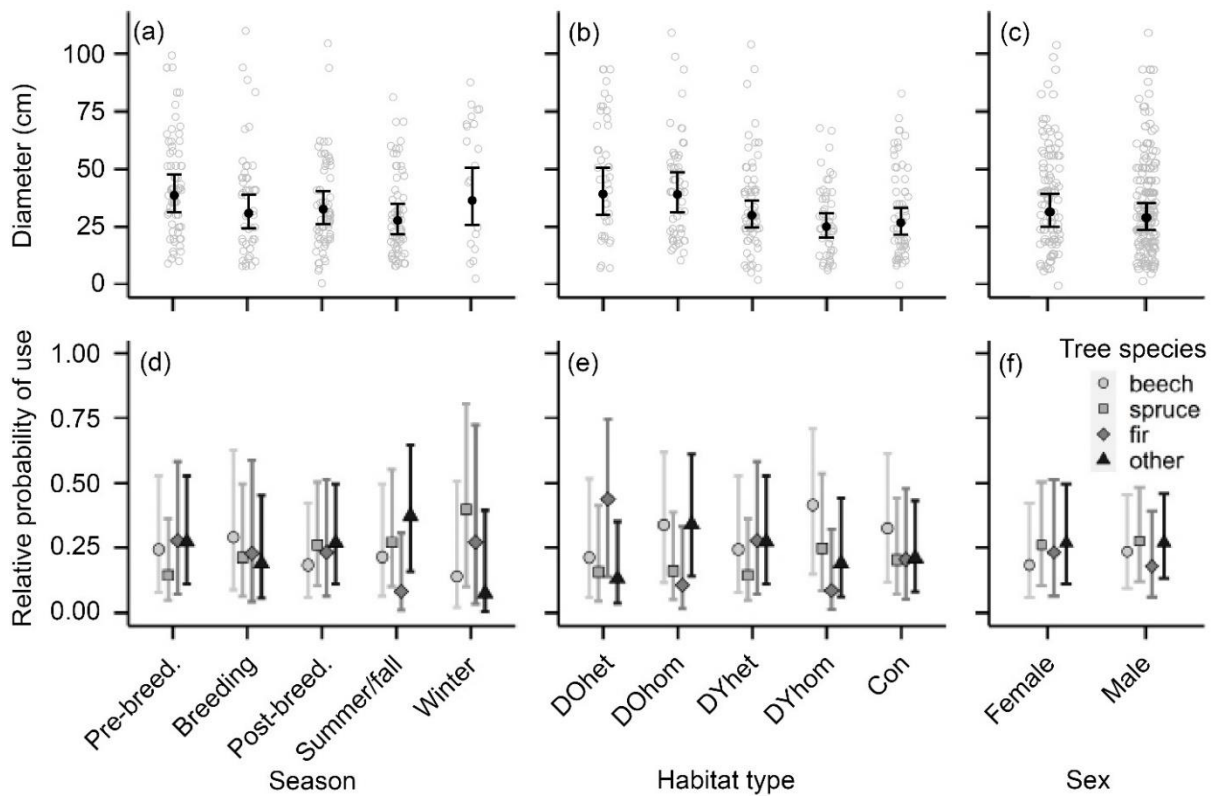 (a)
(b)
(c)
Diameter (cm)
100
75
50
25
0
(d)
(e)
(f)
Tree species
beech
spruce
fir
other
Relative probability of use
1.00
0.75
0.50
0.25
0.00
Pre-breed.
Breeding
Post-breed.
Summer/fall
Winter
DOhet
DOhom
DYhet
DYhom
Con
Female
Male
Season
Habitat type
Sex